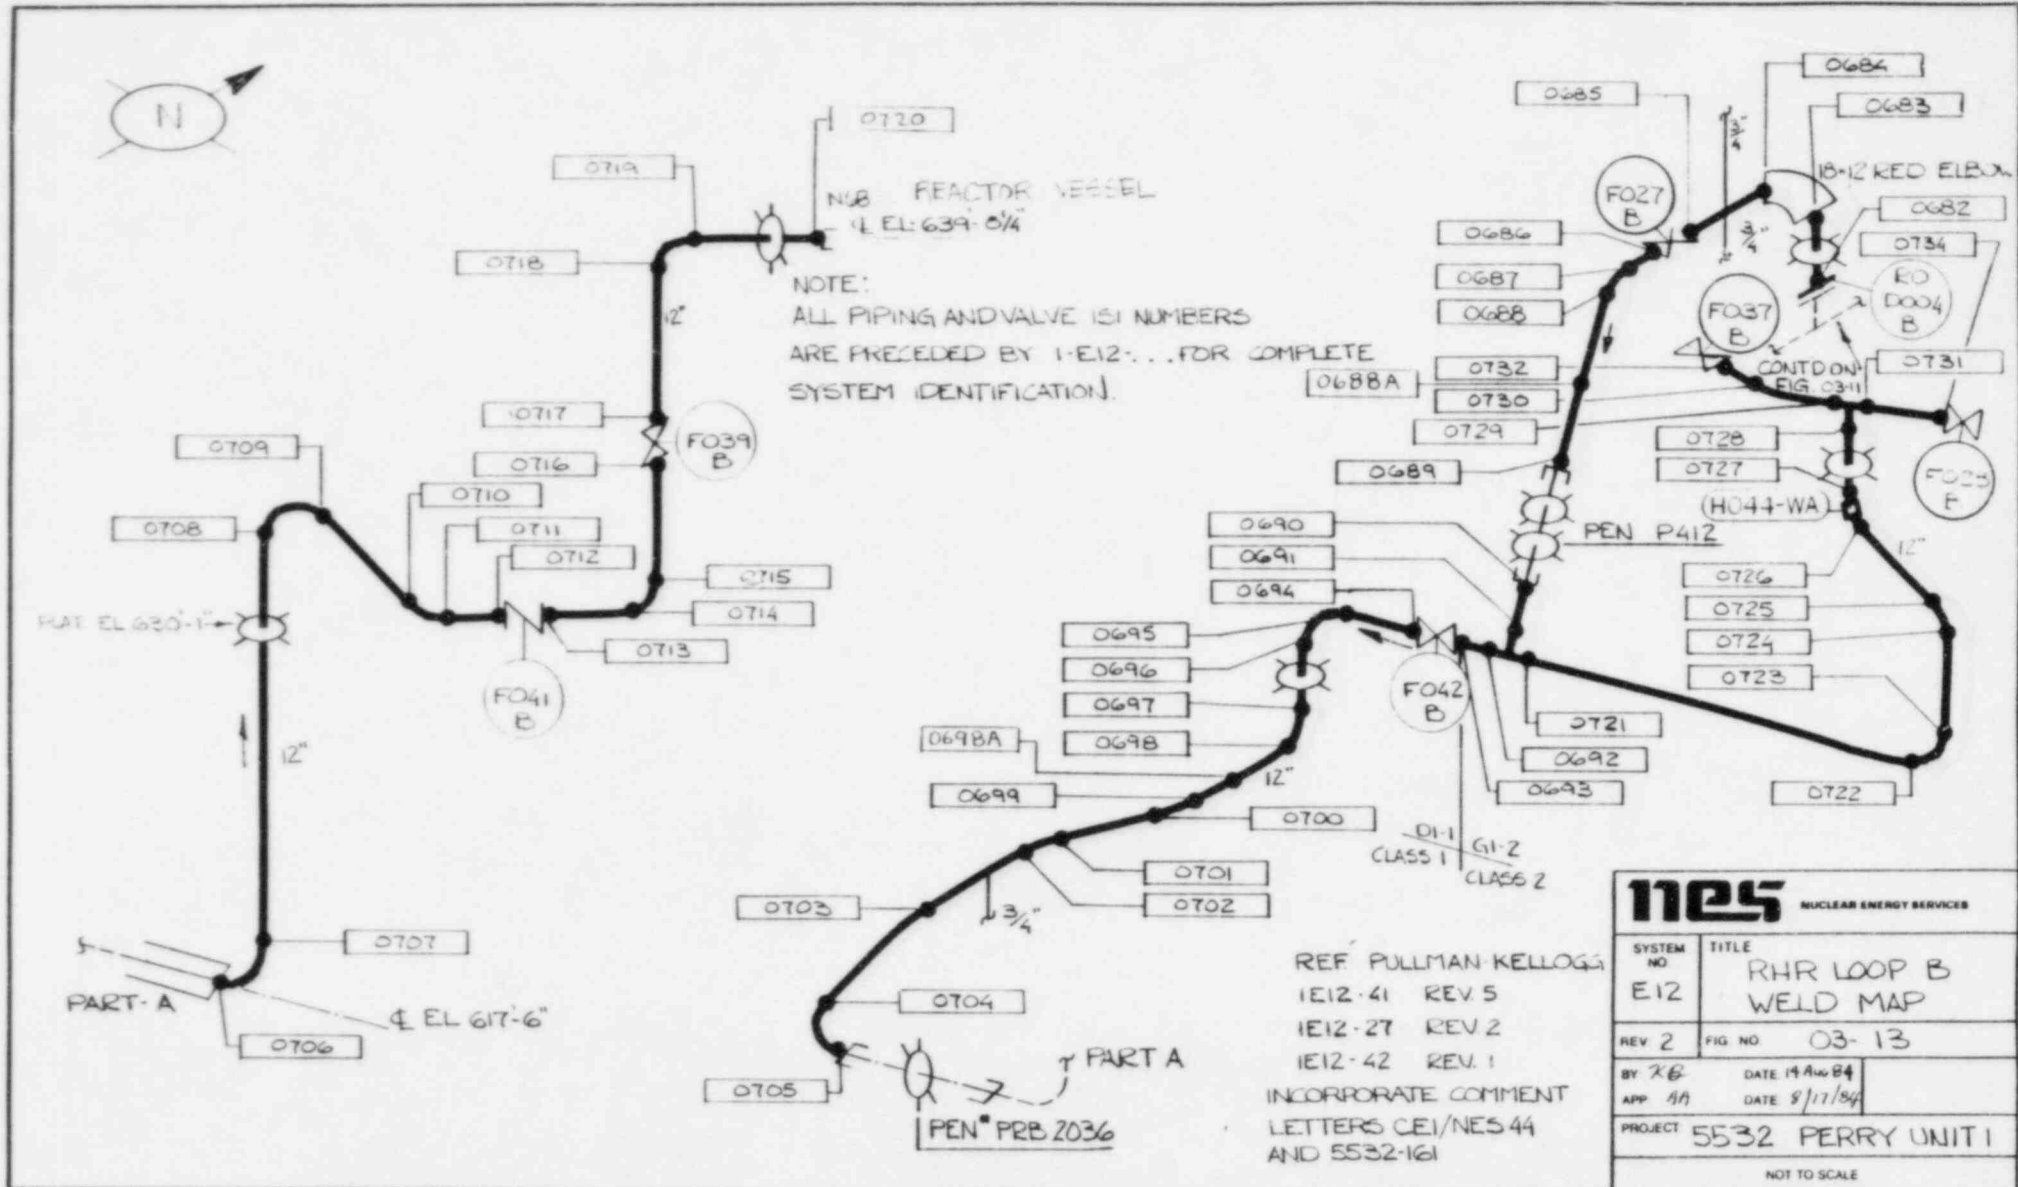 N
0720
0719
N6B REACTOR VESSEL
℄ EL 639'-8 1/4"
0718
12"
NOTE:
ALL PIPING AND VALVE ISI NUMBERS
ARE PRECEDED BY 1-E12-... FOR COMPLETE
SYSTEM IDENTIFICATION.
0717
F039
B
0716
0709
0710
0708
0711
0712
0715
0714
0713
PLAT. EL 630'-1"
F041
B
12"
0707
PART-A
℄ EL 617'-6"
0706
0684
0685
0683
3/4"
18-12 RED ELBOW
F027
B
0682
0686
3/4"
0734
0687
RO
D004
B
0688
F037
B
0732
CONTD ON
FIG. 03-11
0731
0688A
0730
0729
0728
0689
0727
(H044-WA)
B
0690
PEN P412
12"
0691
0726
0694
0725
0695
0724
0696
0723
F042
B
0697
0721
0698A
0698
0692
12"
0699
0693
0722
0700
D1-1
CLASS 1
G1-2
CLASS 2
0701
0703
3/4"
0702
0704
PART A
0705
PEN# PRB 2036
REF. PULLMAN KELLOGG
1E12-41 REV. 5
1E12-27 REV. 2
1E12-42 REV. 1
INCORPORATE COMMENT
LETTERS CEI/NES 44
AND 5532-161
nes NUCLEAR ENERGY SERVICES
SYSTEM NO. E12
TITLE
RHR LOOP B
WELD MAP
REV 2 FIG NO 03-13
BY KB DATE 14 Aug 84
APP AA DATE 8/17/84
PROJECT 5532 PERRY UNIT 1
NOT TO SCALE